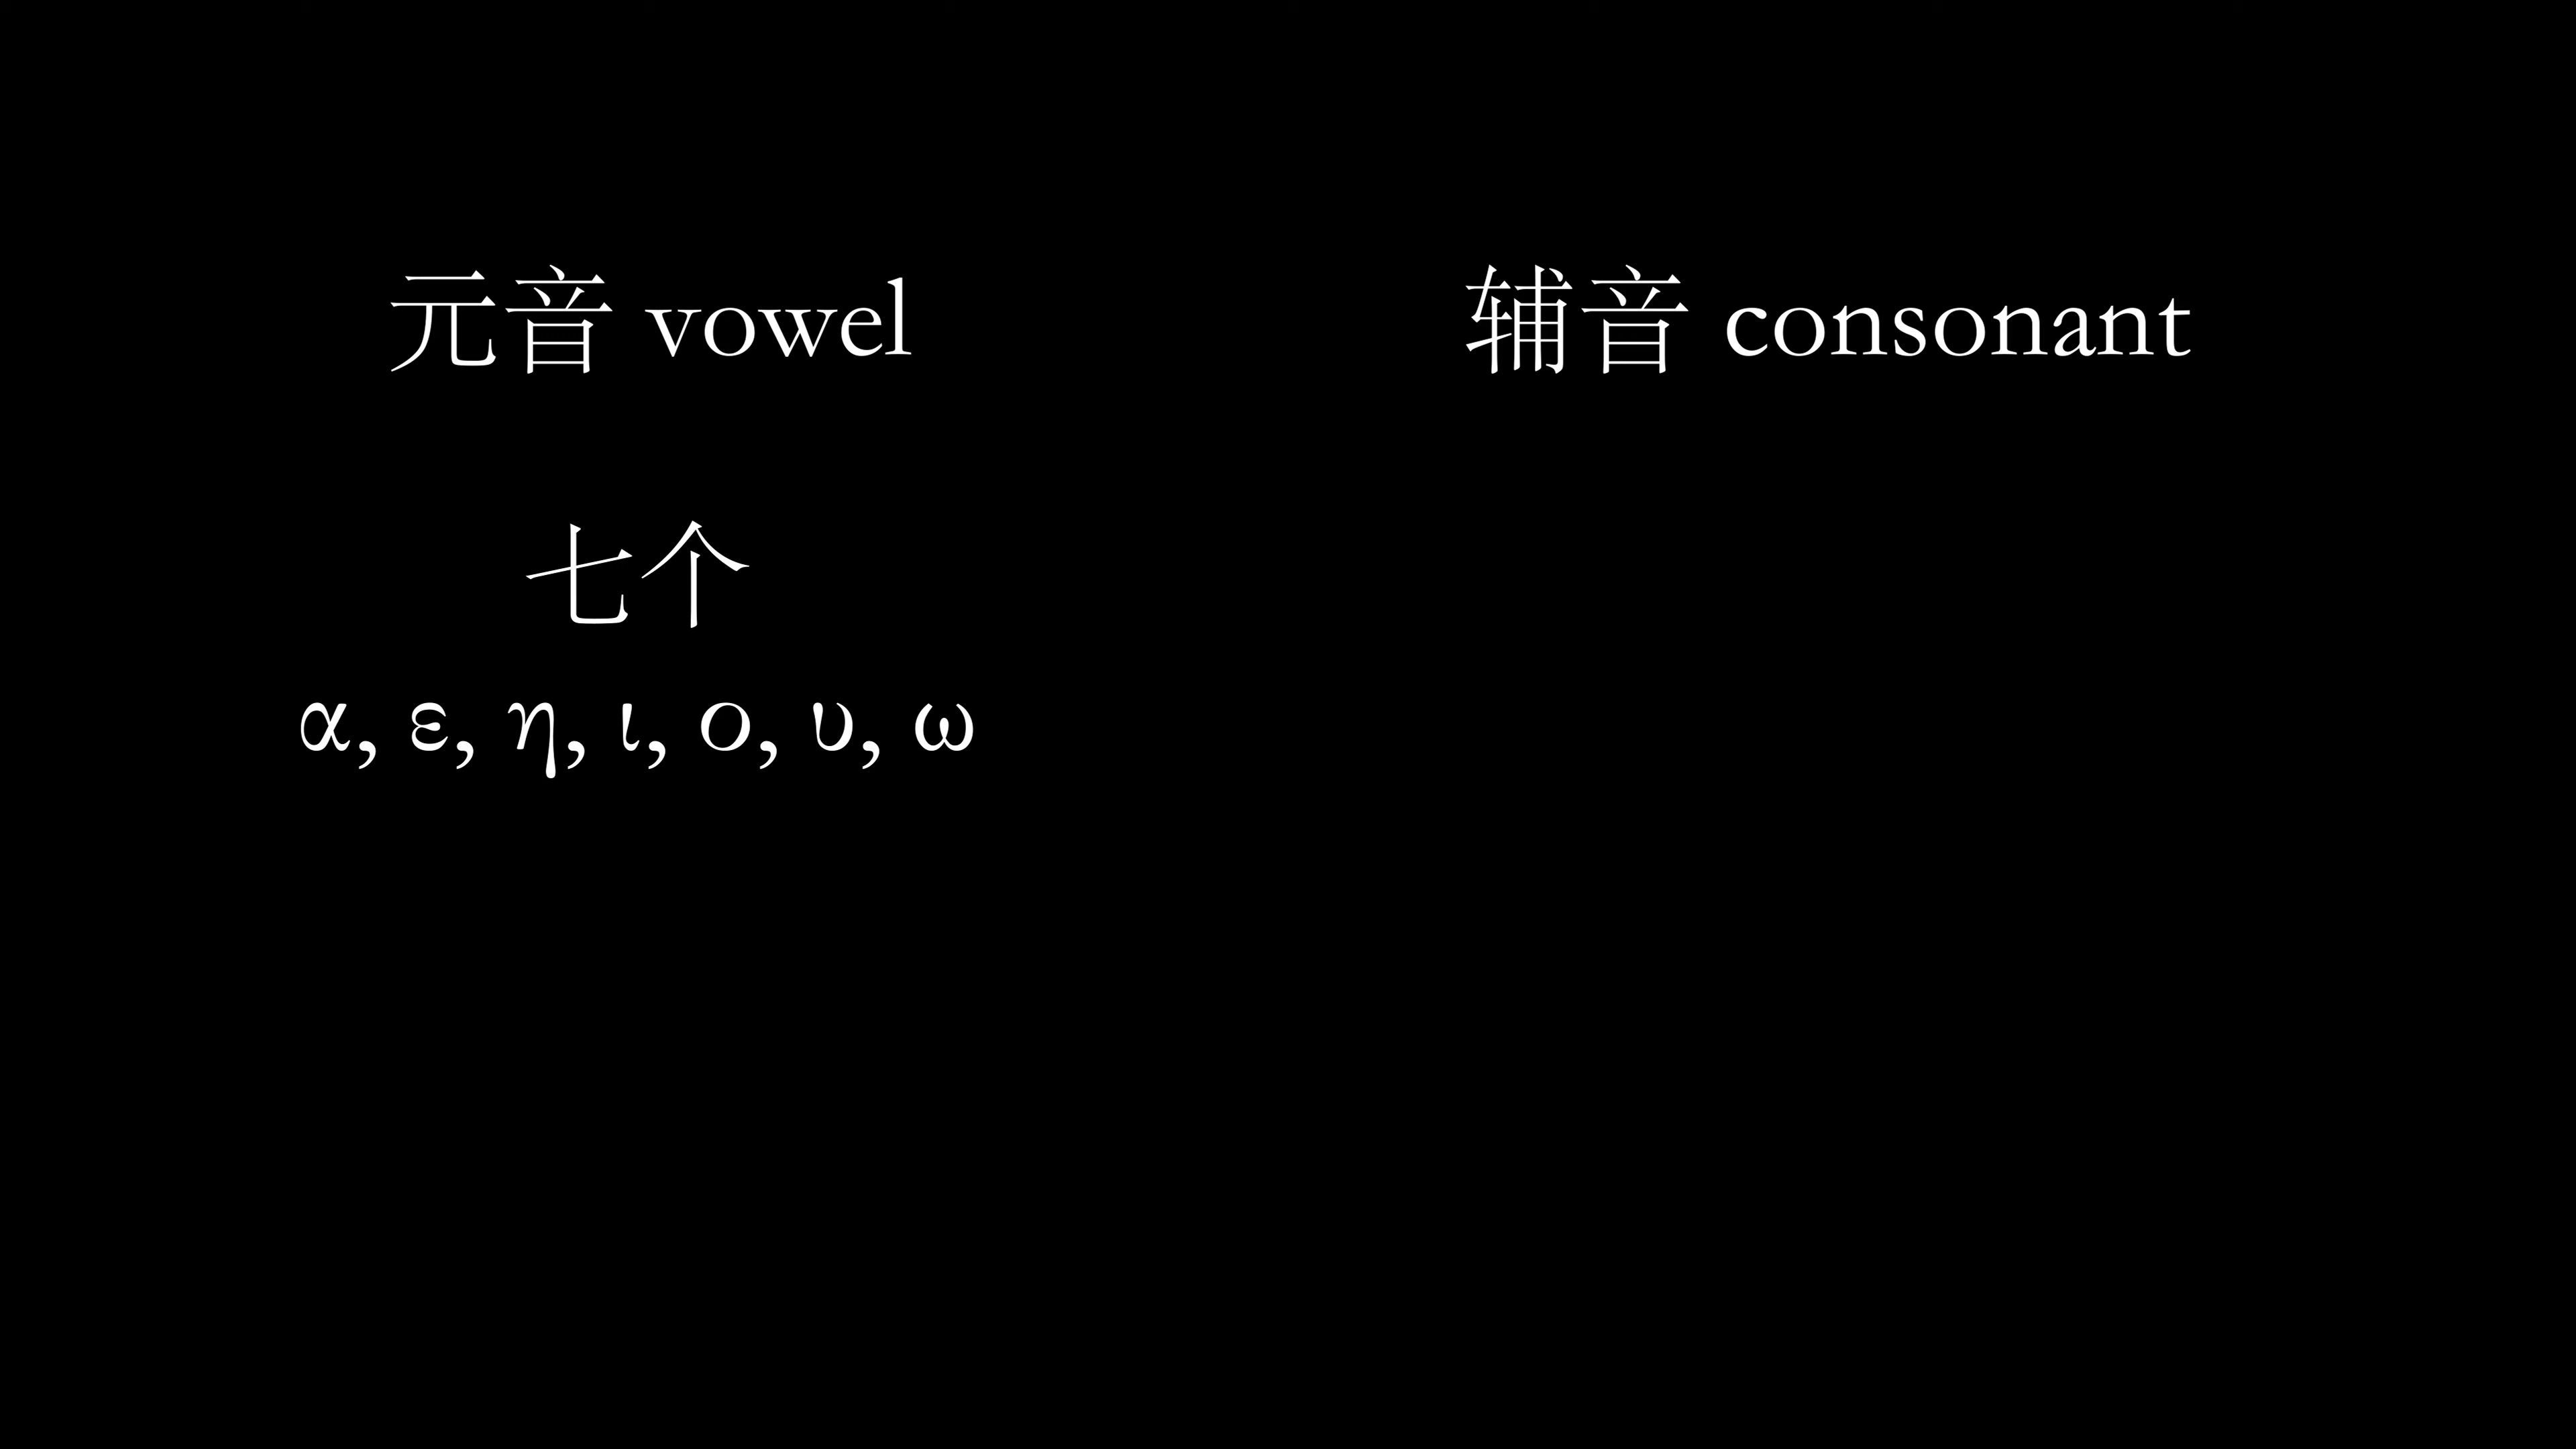 元音 vowel
辅音 consonant
七个
α, ε, η, ι, ο, υ, ω